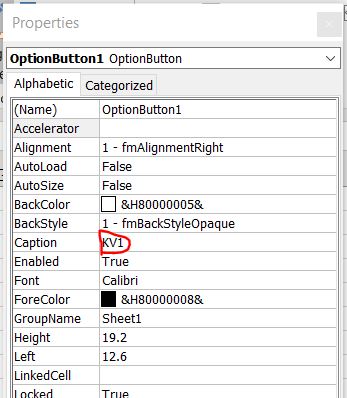 Properties
OptionButton1 OptionButton
Alphabetic Categorized
(Name) OptionButton1
Accelerator
Alignment 1 - fmAlignmentRight
AutoLoad False
AutoSize False
BackColor &H80000005&
BackStyle 1 - fmBackStyleOpaque
Caption KV1
Enabled True
Font Calibri
ForeColor &H80000008&
GroupName Sheet1
Height 19.2
Left 12.6
LinkedCell
Locked True